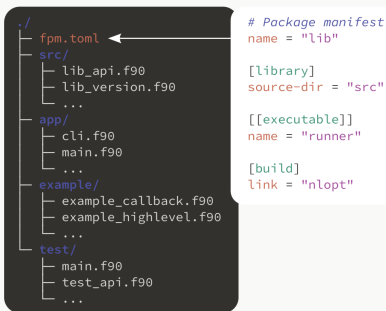 ./
├─ fpm.toml
├─ src/
│  ├─ lib_api.f90
│  ├─ lib_version.f90
│  ├─ ...
├─ app/
│  ├─ cli.f90
│  ├─ main.f90
│  ├─ ...
├─ example/
│  ├─ example_callback.f90
│  ├─ example_highlevel.f90
│  ├─ ...
└─ test/
   ├─ main.f90
   ├─ test_api.f90
   └─ ...
# Package manifest
name = "lib"
[library]
source-dir = "src"
[[executable]]
name = "runner"
[build]
link = "nlopt"